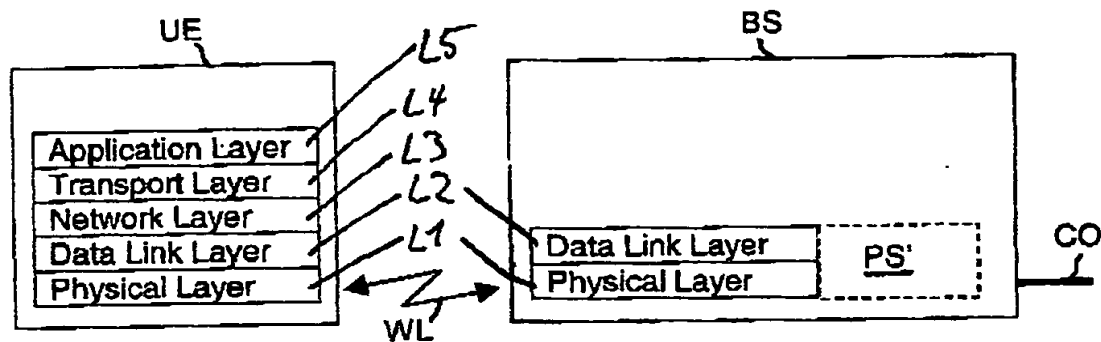 UE
BS
L5
L4
L3
L2
L1
Application Layer
Transport Layer
Network Layer
Data Link Layer
Physical Layer
Data Link Layer
Physical Layer
PS'
CO
WL